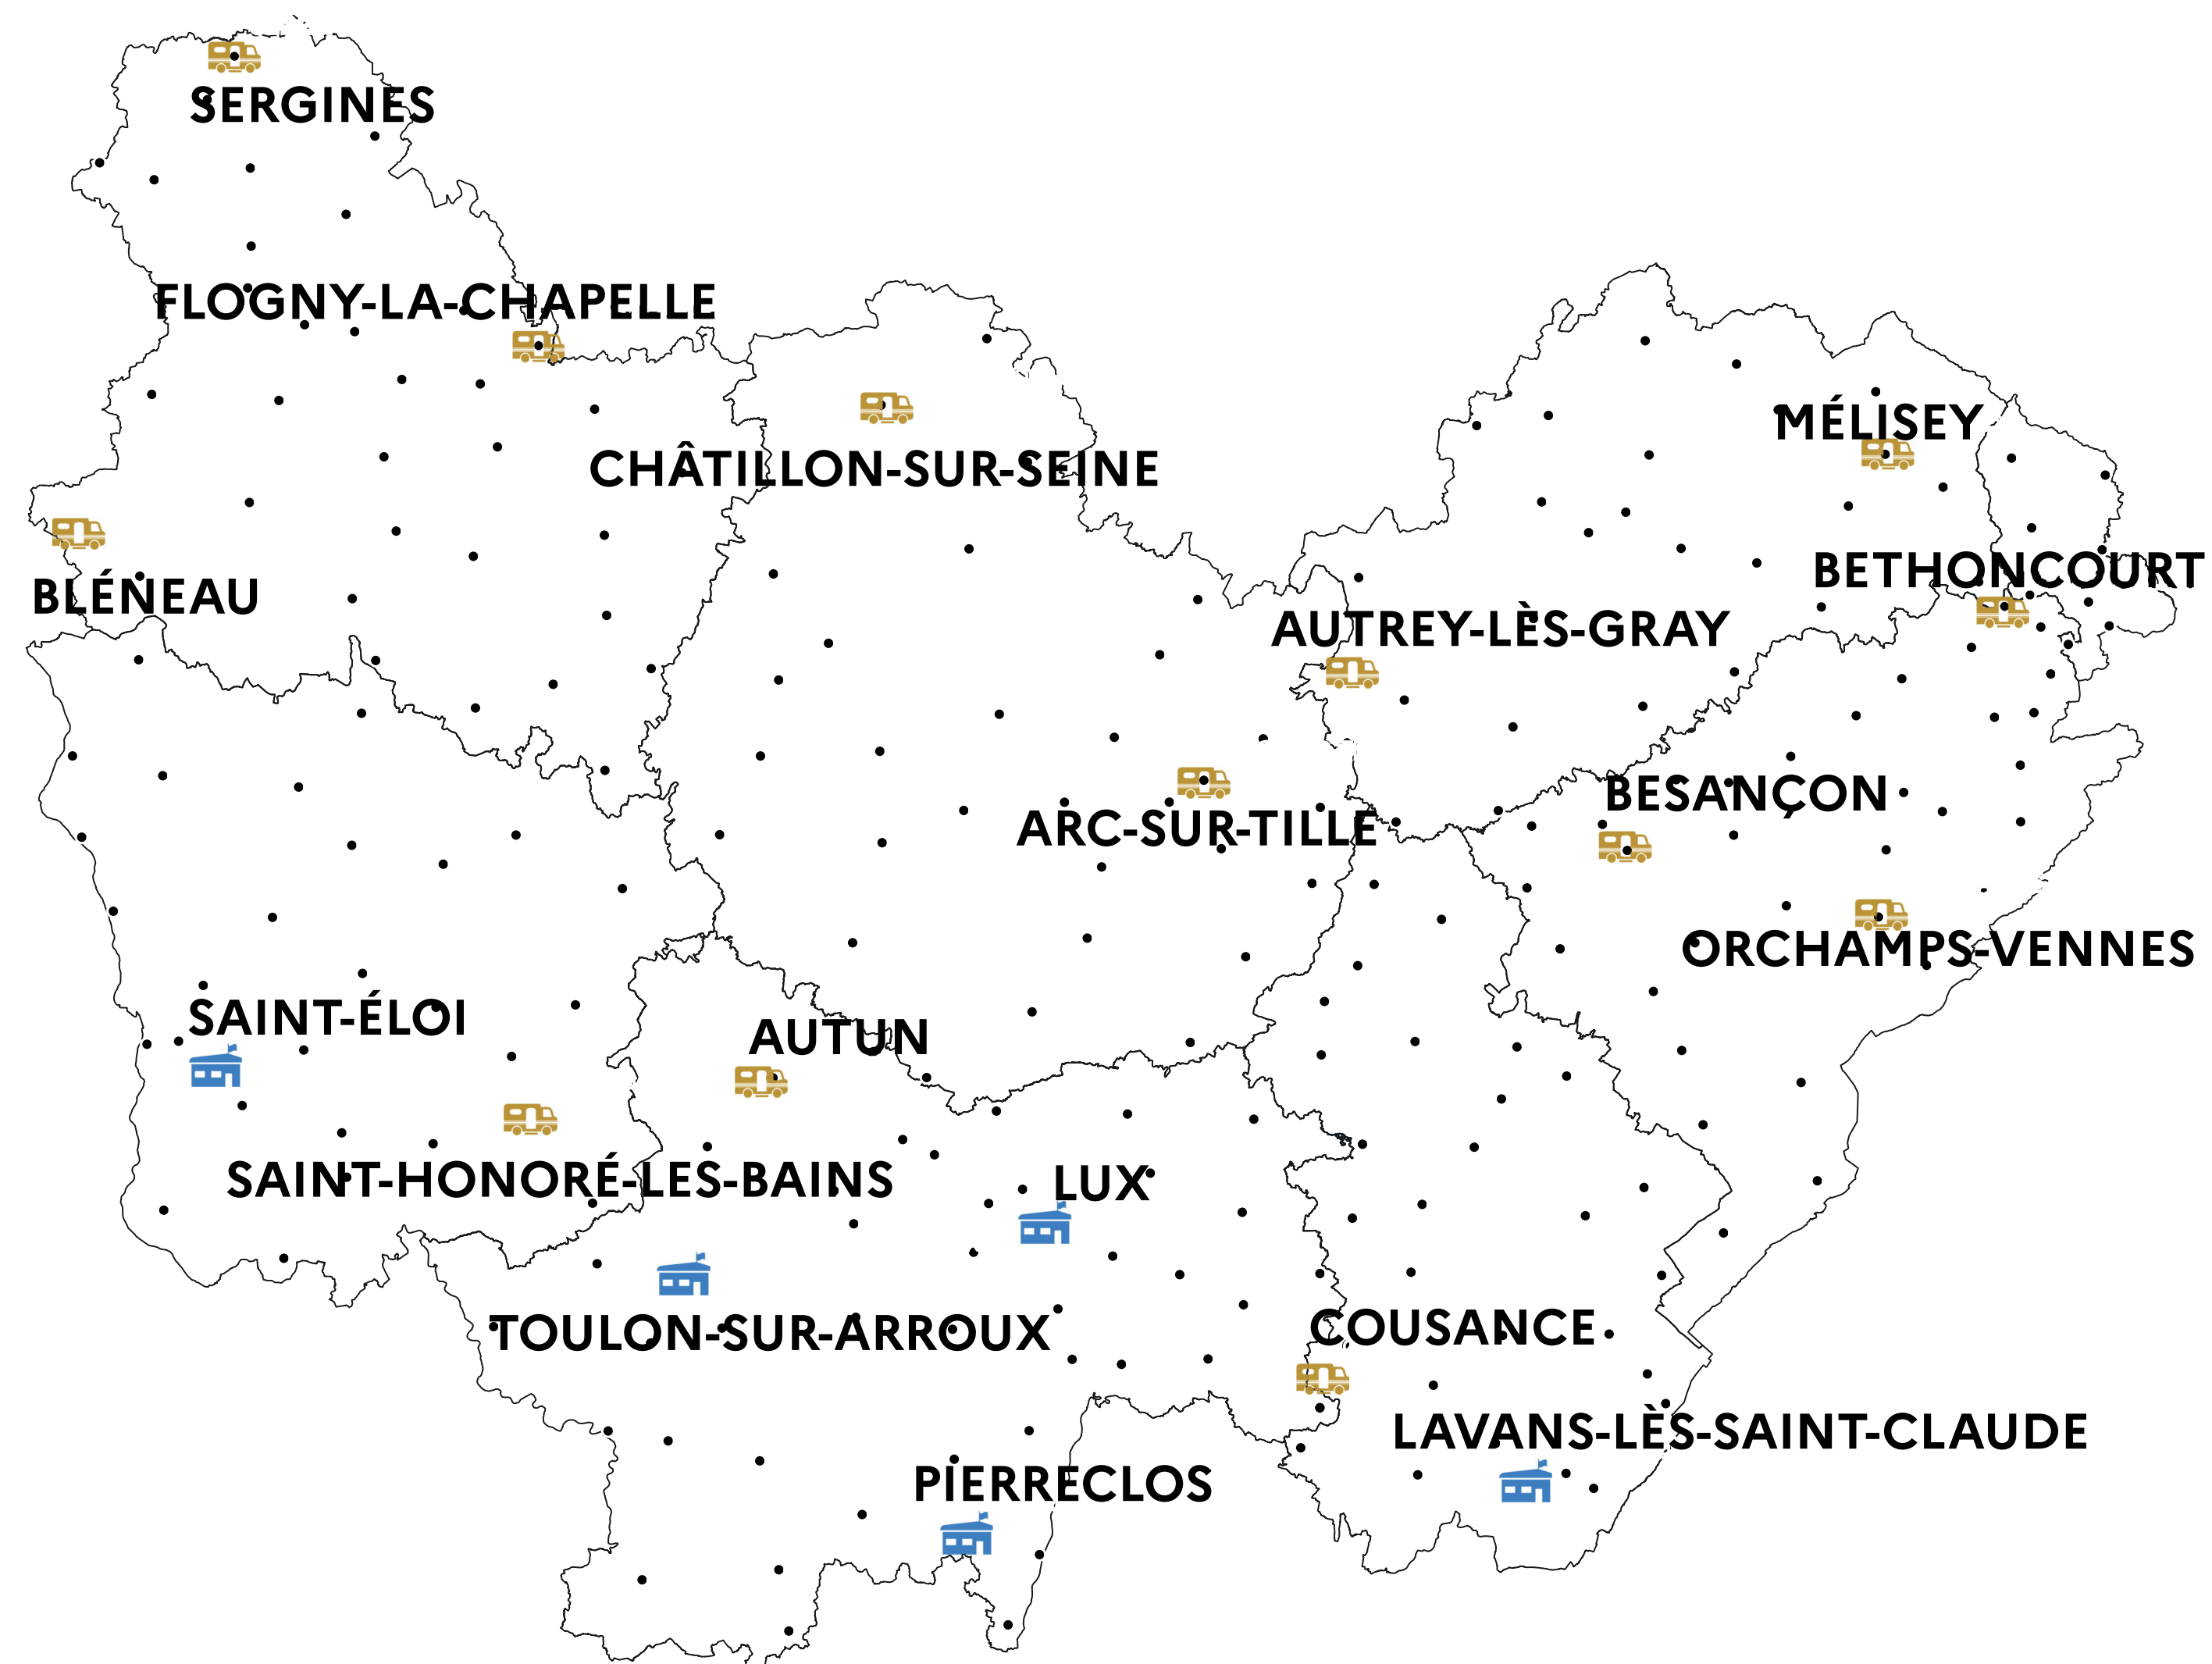 SERGINES
FLOGNY-LA-CHAPELLE
CHÂTILLON-SUR-SEINE
MÉLISEY
BLÉNEAU
BETHONCOURT
AUTREY-LÈS-GRAY
BESANÇON
ARC-SUR-TILLE
ORCHAMPS-VENNES
SAINT-ÉLOI
AUTUN
SAINT-HONORÉ-LES-BAINS
LUX
TOULON-SUR-ARROUX
COUSANCE
LAVANS-LÈS-SAINT-CLAUDE
PIERRECLOS